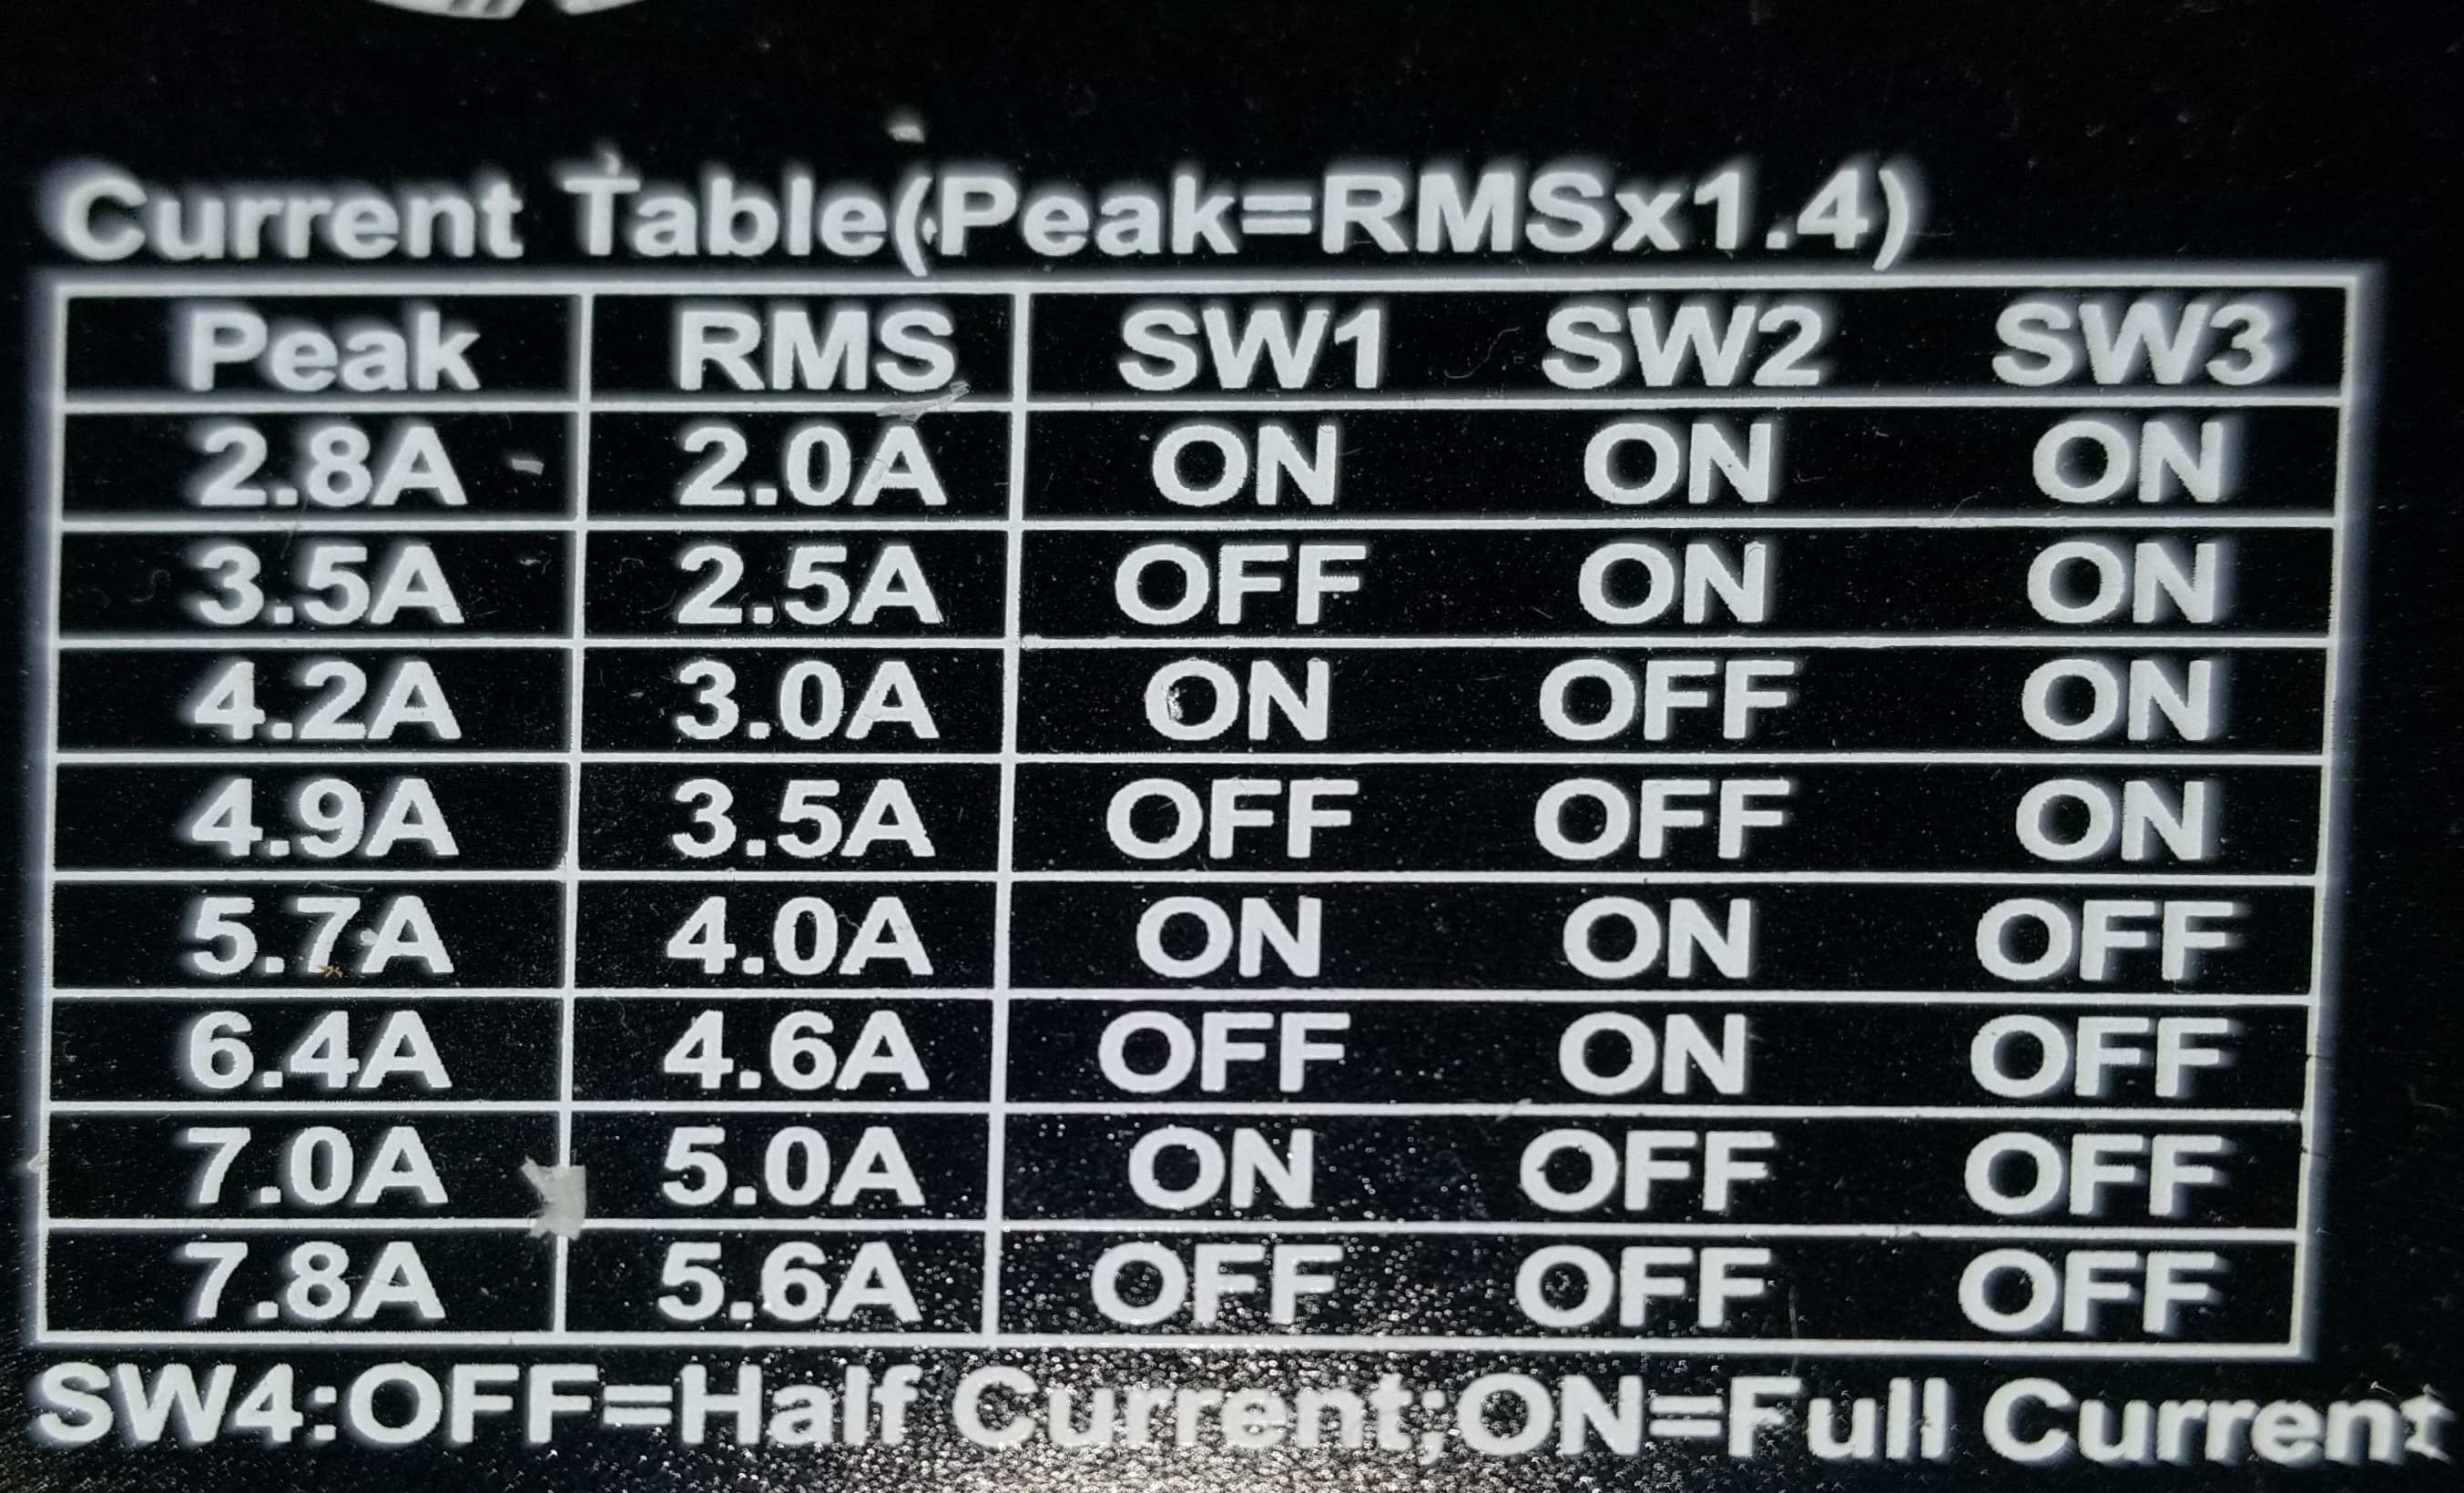 Current Table(Peak=RMSx1.4)
Peak RMS SW1 SW2 SW3
2.8A 2.0A ON ON ON
3.5A 2.5A OFF ON ON
4.2A 3.0A ON OFF ON
4.9A 3.5A OFF OFF ON
5.7A 4.0A ON ON OFF
6.4A 4.6A OFF ON OFF
7.0A 5.0A ON OFF OFF
7.8A 5.6A OFF OFF OFF
SW4:OFF=Half Current;ON=Full Current